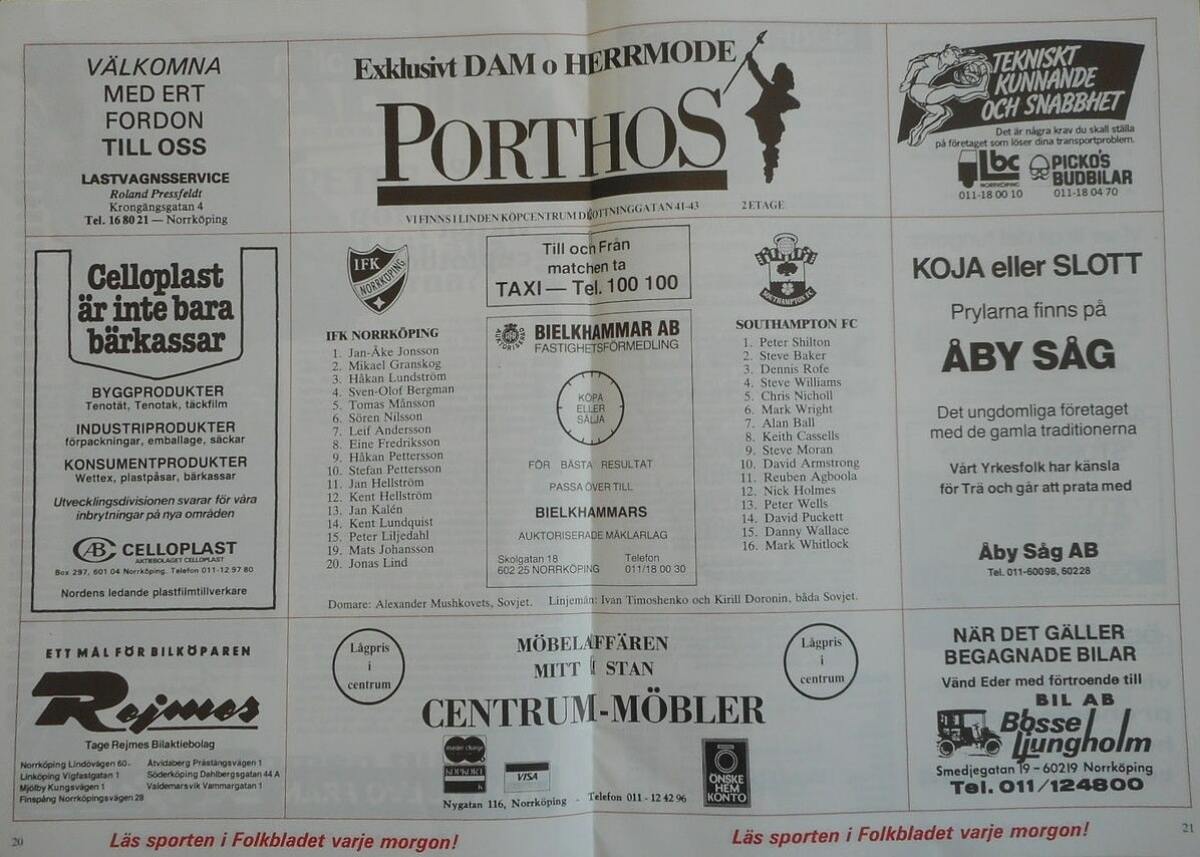 VÄLKOMNA
MED ERT
FORDON
TILL OSS
LASTVAGNSSERVICE
Roland Pressfeldt
Krongångsgatan 4
Tel. 16 80 21 — Norrköping
Exklusivt DAM o HERRMODE
PORTHOS
VI FINNS I LINDEN KÖPCENTRUM DROTTNINGGATAN 41-43 2 ETAGE
TEKNISKT
KUNNANDE
OCH SNABBHET
Det är några krav du skall ställa
på företaget som löser dina transportproblem.
lbc
NORRKÖPING
011-18 00 10
PICKO'S
BUDBILAR
011-18 04 70
Celloplast
är inte bara
bärkassar
BYGGPRODUKTER
Tenotät, Tenotak, täckfilm
INDUSTRIPRODUKTER
förpackningar, emballage, säckar
KONSUMENTPRODUKTER
Wettex, plastpåsar, bärkassar
Utvecklingsdivisionen svarar för våra
inbrytningar på nya områden
CAB CELLOPLAST
AKTIEBOLAGET CELLOPLAST
Box 297, 601 04 Norrköping. Telefon 011-12 97 80
Nordens ledande plastfilmtillverkare
IFK
NORRKÖPING
IFK NORRKÖPING
1. Jan-Åke Jonsson
2. Mikael Granskog
3. Håkan Lundström
4. Sven-Olof Bergman
5. Tomas Månsson
6. Sören Nilsson
7. Leif Andersson
8. Eine Fredriksson
9. Håkan Pettersson
10. Stefan Pettersson
11. Jan Hellström
12. Kent Hellström
13. Jan Kalén
14. Kent Lundquist
15. Peter Liljedahl
19. Mats Johansson
20. Jonas Lind
Till och Från
matchen ta
TAXI — Tel. 100 100
AUKTORISERAD
BIELKHAMMAR AB
FASTIGHETSFÖRMEDLING
KÖPA
ELLER
SÄLJA
FÖR BÄSTA RESULTAT
PASSA ÖVER TILL
BIELKHAMMARS
AUKTORISERADE MÄKLARLAG
Skolgatan 18
602 25 NORRKÖPING
Telefon
011/18 00 30
SOUTHAMPTON FC
SOUTHAMPTON FC
1. Peter Shilton
2. Steve Baker
3. Dennis Rofe
4. Steve Williams
5. Chris Nicholl
6. Mark Wright
7. Alan Ball
8. Keith Cassells
9. Steve Moran
10. David Armstrong
11. Reuben Agboola
12. Nick Holmes
13. Peter Wells
14. David Puckett
15. Danny Wallace
16. Mark Whitlock
Domare: Alexander Mushkovets, Sovjet. Linjemän: Ivan Timoshenko och Kirill Doronin, båda Sovjet.
KOJA eller SLOTT
Prylarna finns på
ÅBY SÅG
Det ungdomliga företaget
med de gamla traditionerna
Vårt Yrkesfolk har känsla
för Trä och går att prata med
Åby Såg AB
Tel. 011-60098, 60228
ETT MÅL FÖR BILKÖPAREN
Rejmes
Tage Rejmes Bilaktiebolag
Norrköping Lindövägen 60-
Linköping Vigfastgatan 1
Mjölby Kungsvägen 1
Finspång Norrköpingsvägen 28
Åtvidaberg Prästängsvägen 1
Söderköping Dahlbergsgatan 44 A
Valdemarsvik Vammargatan 1
Lågpris
i
centrum
MÖBELAFFÄREN
MITT I STAN
CENTRUM-MÖBLER
Lågpris
i
centrum
master charge
KÖPKORT
K
VISA
ÖNSKE
HEM
KONTO
Nygatan 116, Norrköping - Telefon 011 - 12 42 96
NÄR DET GÄLLER
BEGAGNADE BILAR
Vänd Eder med förtroende till
BIL AB
Bosse
Ljungholm
Smedjegatan 19 - 60219 Norrköping
Tel. 011/124800
20
Läs sporten i Folkbladet varje morgon!
Läs sporten i Folkbladet varje morgon!
21